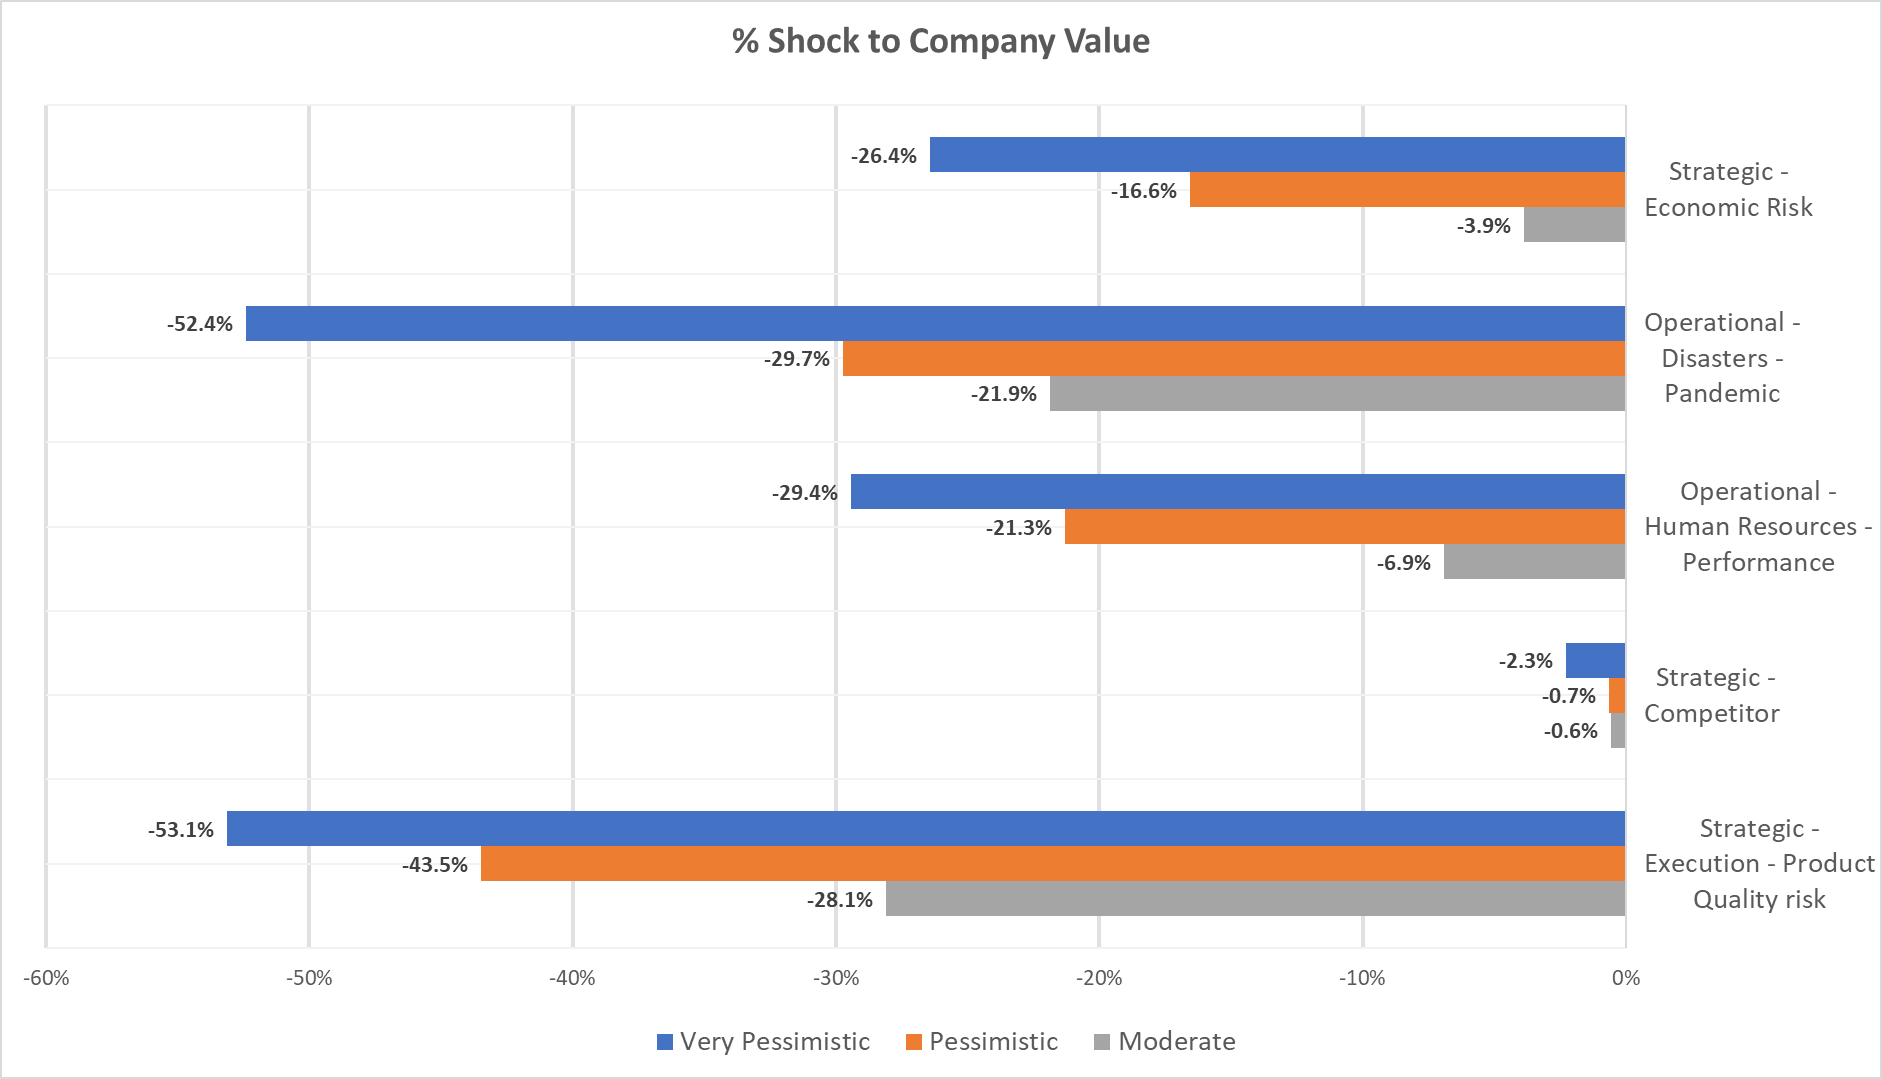 % Shock to Company Value
-26.4%
-16.6%
-3.9%
Strategic -
Economic Risk
-52.4%
-29.7%
-21.9%
Operational -
Disasters -
Pandemic
-29.4%
-21.3%
-6.9%
Operational -
Human Resources -
Performance
-2.3%
-0.7%
-0.6%
Strategic -
Competitor
-53.1%
-43.5%
-28.1%
Strategic -
Execution - Product
Quality risk
-60% -50% -40% -30% -20% -10% 0%
Very Pessimistic Pessimistic Moderate